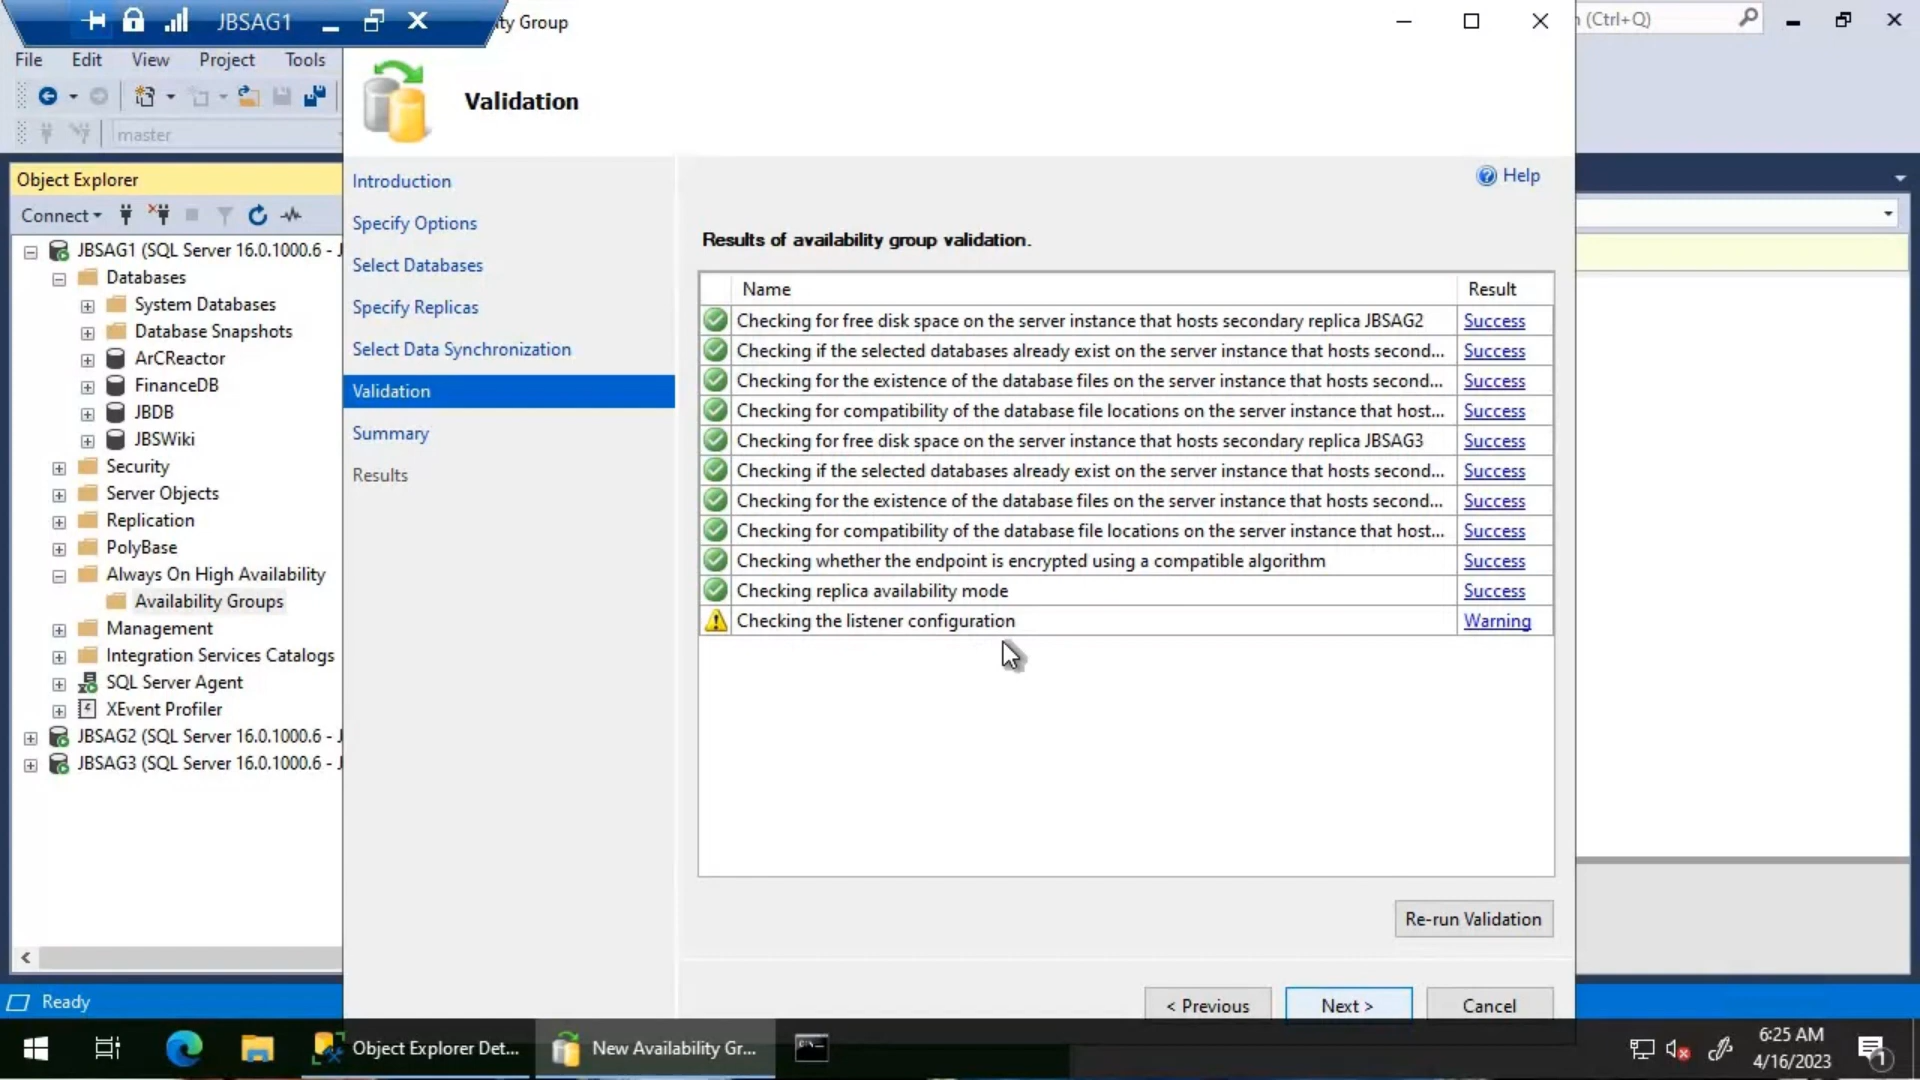 JBSAG1
ty Group
(Ctrl+Q)
File Edit View Project Tools
master
Validation
Object Explorer
Connect
JBSAG1 (SQL Server 16.0.1000.6 - J
Databases
System Databases
Database Snapshots
ArCReactor
FinanceDB
JBDB
JBSWiki
Security
Server Objects
Replication
PolyBase
Always On High Availability
Availability Groups
Management
Integration Services Catalogs
SQL Server Agent
XEvent Profiler
JBSAG2 (SQL Server 16.0.1000.6 - J
JBSAG3 (SQL Server 16.0.1000.6 - J
Ready
Introduction
Specify Options
Select Databases
Specify Replicas
Select Data Synchronization
Validation
Summary
Results
Help
Results of availability group validation.
Name Result
Checking for free disk space on the server instance that hosts secondary replica JBSAG2 Success
Checking if the selected databases already exist on the server instance that hosts second... Success
Checking for the existence of the database files on the server instance that hosts second... Success
Checking for compatibility of the database file locations on the server instance that host... Success
Checking for free disk space on the server instance that hosts secondary replica JBSAG3 Success
Checking if the selected databases already exist on the server instance that hosts second... Success
Checking for the existence of the database files on the server instance that hosts second... Success
Checking for compatibility of the database file locations on the server instance that host... Success
Checking whether the endpoint is encrypted using a compatible algorithm Success
Checking replica availability mode Success
Checking the listener configuration Warning
Re-run Validation
< Previous Next > Cancel
Object Explorer Det...
New Availability Gr...
6:25 AM
4/16/2023
1